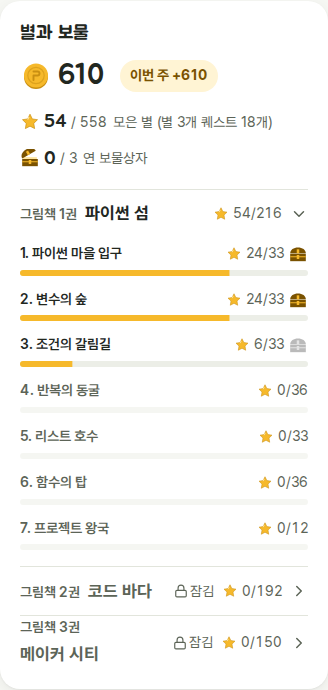 별과 보물
610 이번 주 +610
54 / 558 모은 별 (별 3개 퀘스트 18개)
0 / 3 연 보물상자
그림책 1권 파이썬 섬 54/216
1. 파이썬 마을 입구 24/33
2. 변수의 숲 24/33
3. 조건의 갈림길 6/33
4. 반복의 동굴 0/36
5. 리스트 호수 0/33
6. 함수의 탑 0/36
7. 프로젝트 왕국 0/12
그림책 2권 코드 바다 잠김 0/192
그림책 3권
메이커 시티 잠김 0/150